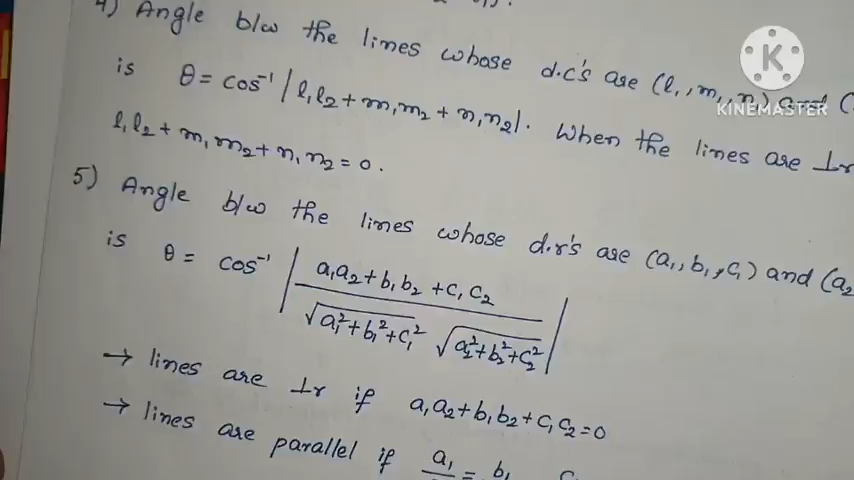 4) Angle b/w the lines whose d.c's are (l₁, m₁, n₁) and (
is θ = cos⁻¹ |l₁l₂ + m₁m₂ + n₁n₂|. When the lines are ⊥r
l₁l₂ + m₁m₂ + n₁n₂ = 0.
5) Angle b/w the lines whose d.r's are (a₁, b₁, c₁) and (a₂
is θ = cos⁻¹ | a₁a₂ + b₁b₂ + c₁c₂ / √a₁²+b₁²+c₁² √a₂²+b₂²+c₂² |
→ lines are ⊥r if a₁a₂ + b₁b₂ + c₁c₂ = 0
→ lines are parallel if a₁ = b₁
KINEMASTER